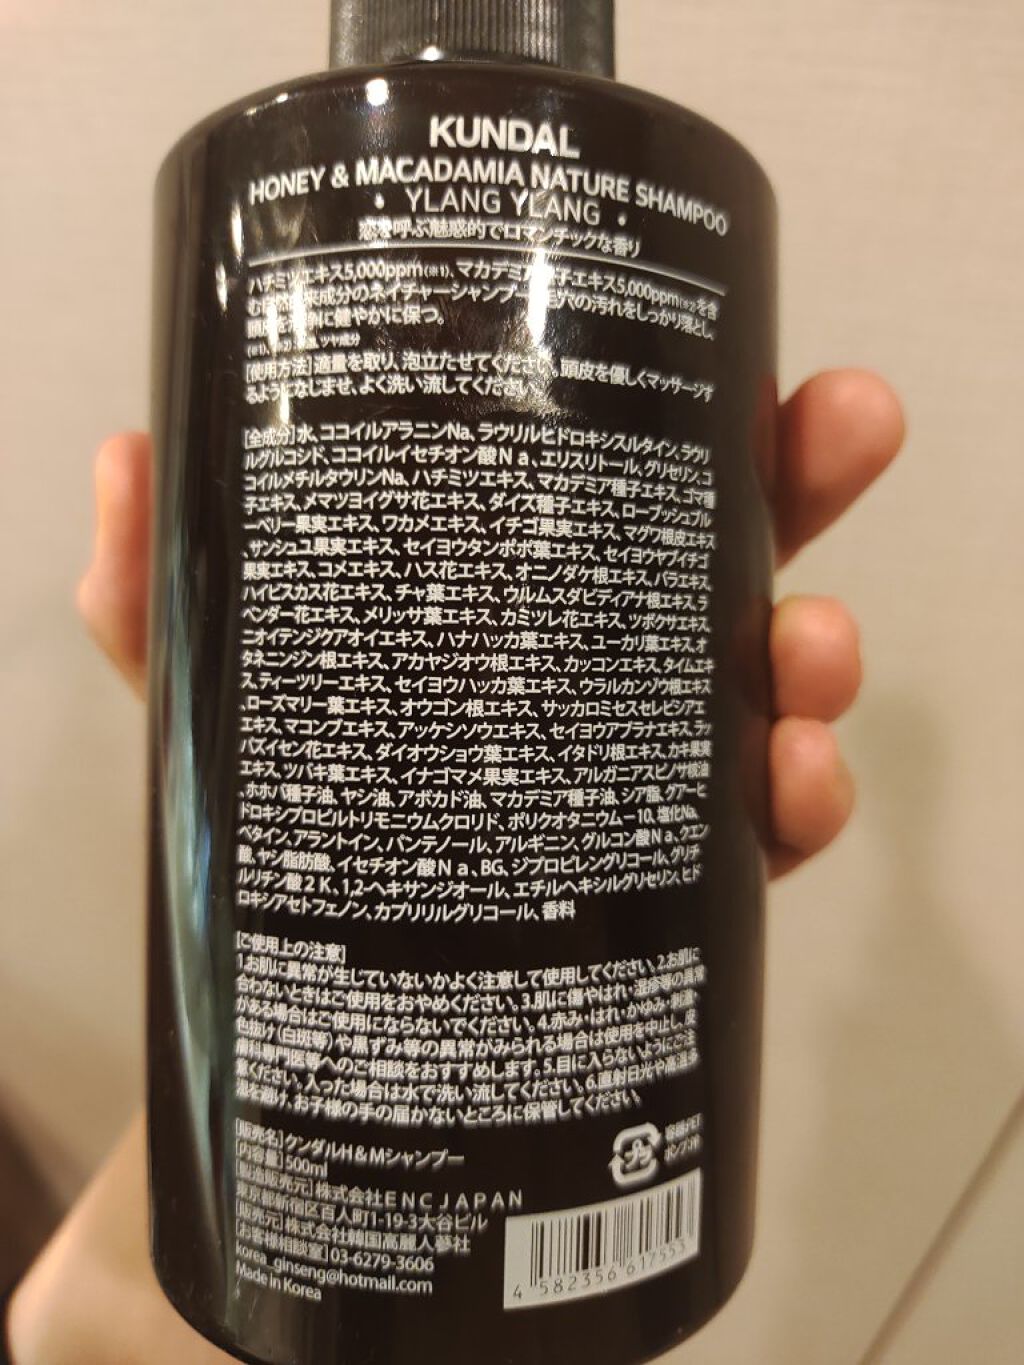 KUNDAL
HONEY & MACADAMIA NATURE SHAMPOO
・ YLANG YLANG ・
恋を呼ぶ魅惑的でロマンチックな香り
ハチミツエキス5,000ppm(※1)、マカデミア種子エキス5,000ppm(※2)を含
む自然由来成分のネイチャーシャンプー。毛穴の汚れをしっかり落とし、
頭皮を清浄に健やかに保つ。
ツヤ成分
[使用方法]適量を取り、泡立たせてください。頭皮を優しくマッサージす
るようになじませ、よく洗い流してください。
[全成分]水、ココイルアラニンNa、ラウリルヒドロキシスルタイン、ラウリ
ルグルコシド、ココイルイセチオン酸Ｎａ、エリスリトール、グリセリン、コ
コイルメチルタウリンNa、ハチミツエキス、マカデミア種子エキス、ゴマ種
子エキス、メマツヨイグサ花エキス、ダイズ種子エキス、ローブッシュブル
ーベリー果実エキス、ワカメエキス、イチゴ果実エキス、マグワ根皮エキス
、サンシュユ果実エキス、セイヨウタンポポ葉エキス、セイヨウヤブイチゴ
果実エキス、コメエキス、ハス花エキス、オニノダケ根エキス、バラエキス、
ハイビスカス花エキス、チャ葉エキス、ウルムスダビディアナ根エキス、ラ
ベンダー花エキス、メリッサ葉エキス、カミツレ花エキス、ツボクサエキス、
ニオイテンジクアオイエキス、ハナハッカ葉エキス、ユーカリ葉エキス、オ
タネニンジン根エキス、アカヤジオウ根エキス、カッコンエキス、タイムエキ
ス、ティーツリーエキス、セイヨウハッカ葉エキス、ウラルカンゾウ根エキス
、ローズマリー葉エキス、オウゴン根エキス、サッカロミセスセレビシアエ
エキス、マコンブエキス、アッケシソウエキス、セイヨウアブラナエキス、ラッ
パズイセン花エキス、ダイオウショウ葉エキス、イタドリ根エキス、カキ果実
エキス、ツバキ葉エキス、イナゴマメ果実エキス、アルガニアスピノサ核油
、ホホバ種子油、ヤシ油、アボカド油、マカデミア種子油、シア脂、グアーヒ
ドロキシプロピルトリモニウムクロリド、ポリクオタニウム－10、塩化Na、
ベタイン、アラントイン、パンテノール、アルギニン、グルコン酸Ｎａ、クエン
酸、ヤシ脂肪酸、イセチオン酸Ｎａ、BG、ジプロピレングリコール、グリチ
ルリチン酸２Ｋ、1,2-ヘキサンジオール、エチルヘキシルグリセリン、ヒド
ロキシアセトフェノン、カプリリルグリコール、香料
[ご使用上の注意]
1.お肌に異常が生じていないかよく注意して使用してください。2.お肌に
合わないときはご使用をおやめください。3.肌に傷やはれ・湿疹等の異常
がある場合はご使用にならないでください。4.赤み・はれ・かゆみ・刺激・
色抜け(白斑等)や黒ずみ等の異常がみられる場合は使用を中止し、皮
膚科専門医等へのご相談をおすすめします。5.目に入らないようにご注
意ください。入った場合は水で洗い流してください。6.直射日光や高温多
湿を避け、お子様の手の届かないところに保管してください。
[販売名]ケンダルH＆Mシャンプー
[内容量]500ml
[製造販売元]株式会社ＥＮＣＪＡＰＡＮ
東京都新宿区百人町1-19-3大谷ビル
[販売元]株式会社韓国高麗人蔘社
[お客様相談室]03-6279-3606
korea_ginseng@hotmail.com
Made in Korea
プラ
容器:PET
ポンプ:PP
4 582356 617553